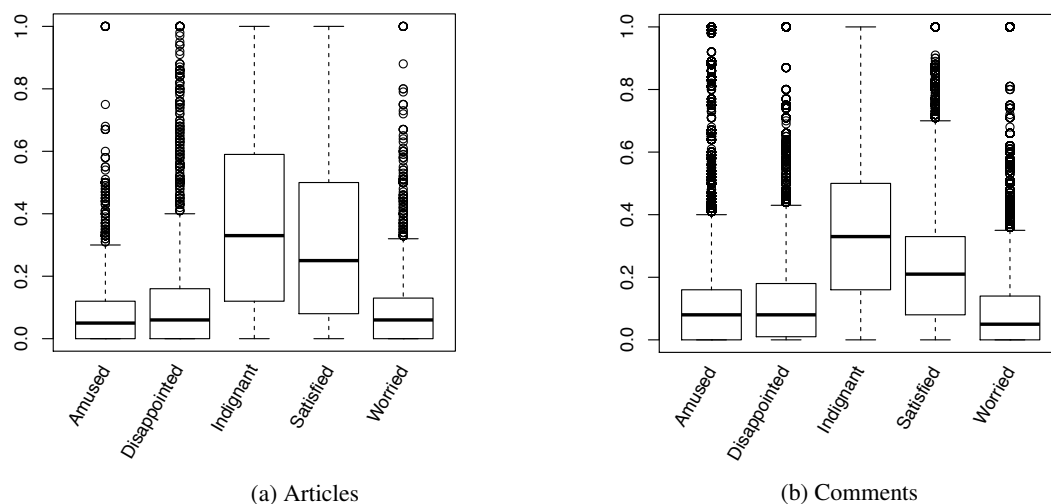 1.0
0.8
0.6
0.4
0.2
0.0
Amused
Disappointed
Indignant
Satisfied
Worried
(a) Articles
1.0
0.8
0.6
0.4
0.2
0.0
Amused
Disappointed
Indignant
Satisfied
Worried
(b) Comments